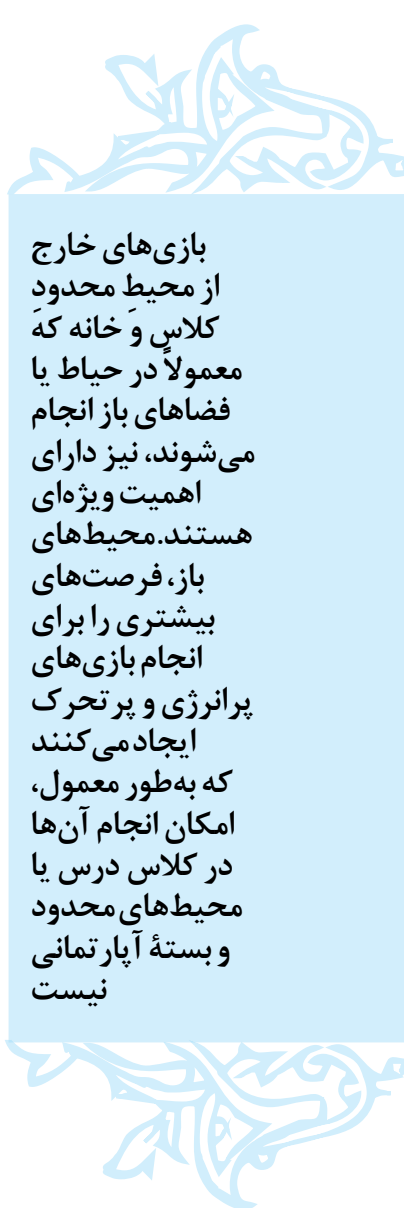 بازی‌های خارج
از محیطِ محدودِ
کلاس و خانه که
معمولاً در حیاط یا
فضاهای باز انجام
می‌شوند، نیز دارای
اهمیت ویژه‌ای
هستند.محیط‌های
باز، فرصت‌های
بیشتری را برای
انجام بازی‌های
پرانرژی و پرتحرک
ایجاد می‌کنند
که به‌طور معمول،
امکان انجام آن‌ها
در کلاس درس یا
محیط‌های محدود
و بستهٔ آپارتمانی
نیست